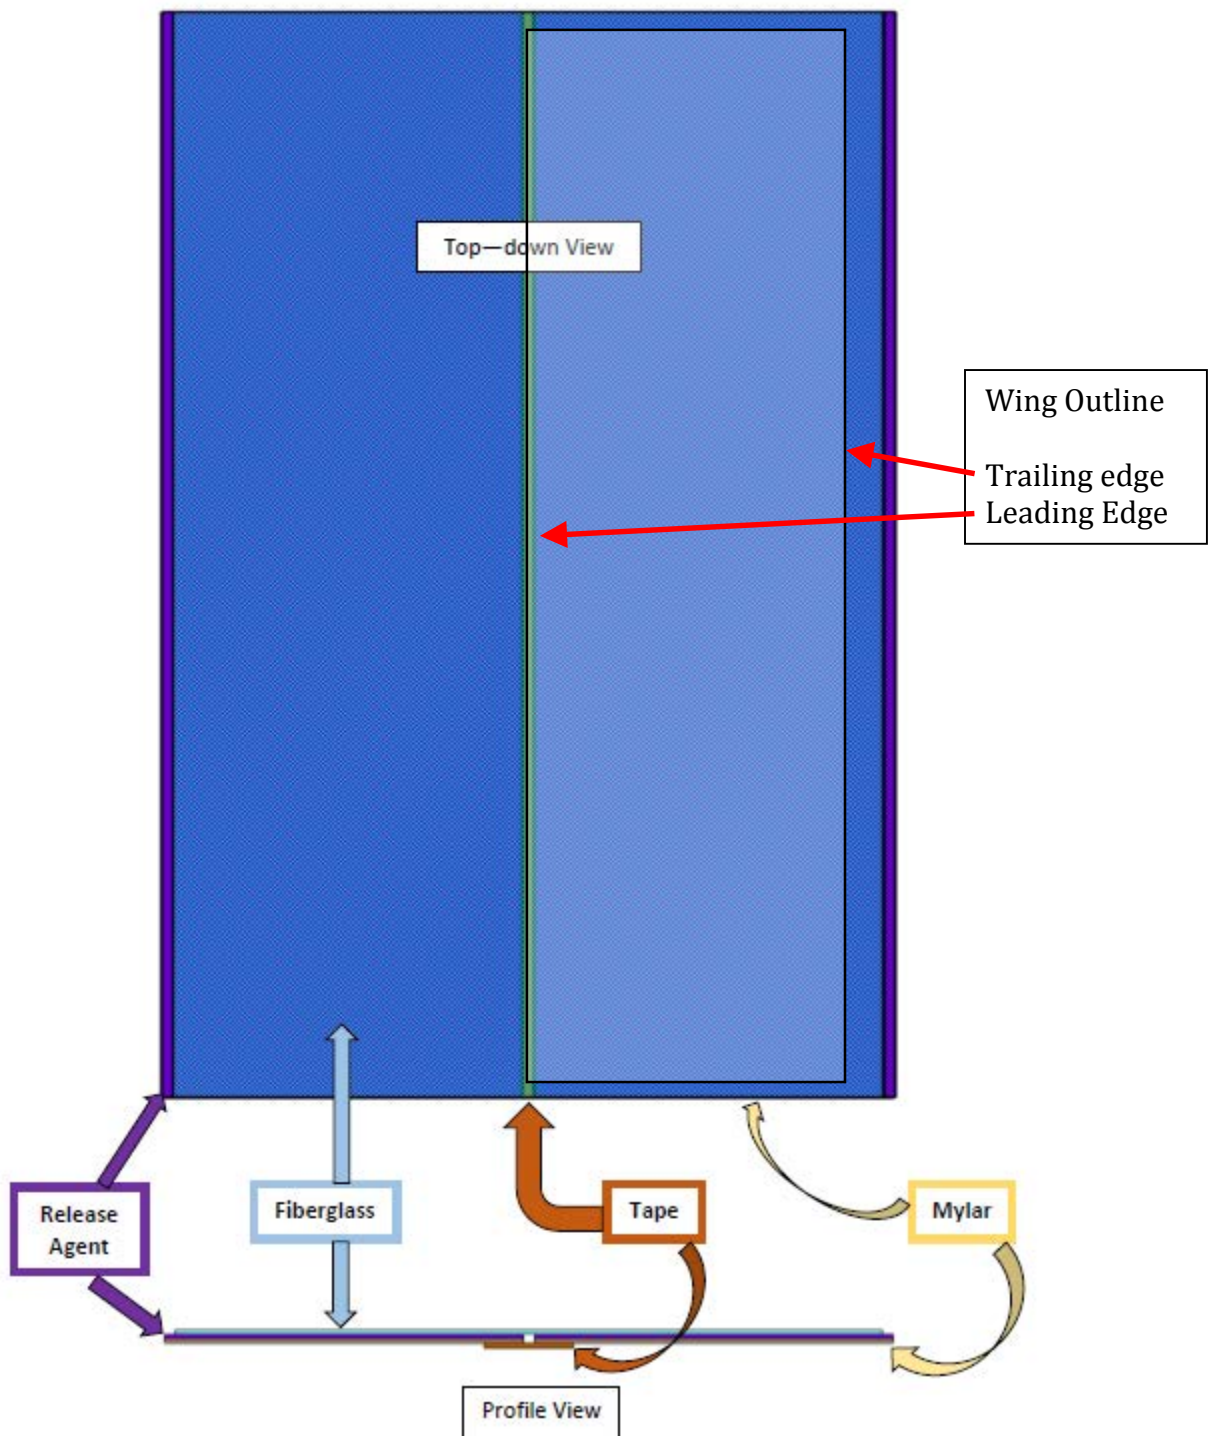 Top—down View
Wing Outline
Trailing edge
Leading Edge
Release
Agent
Fiberglass
Tape
Mylar
Profile View